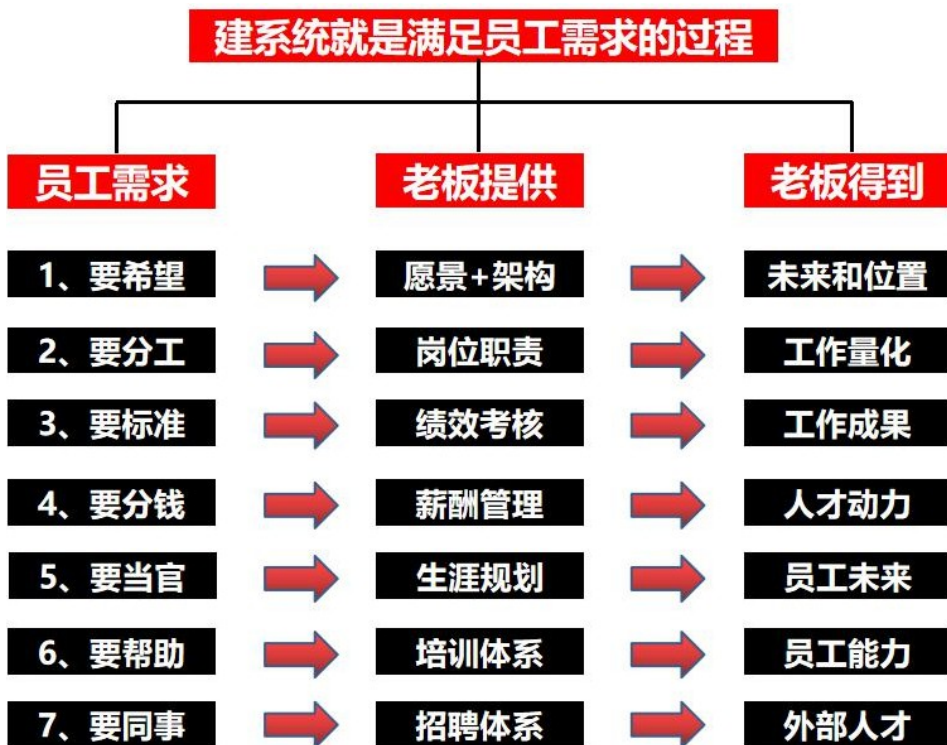 建系统就是满足员工需求的过程
员工需求 老板提供 老板得到
1、要希望 愿景+架构 未来和位置
2、要分工 岗位职责 工作量化
3、要标准 绩效考核 工作成果
4、要分钱 薪酬管理 人才动力
5、要当官 生涯规划 员工未来
6、要帮助 培训体系 员工能力
7、要同事 招聘体系 外部人才